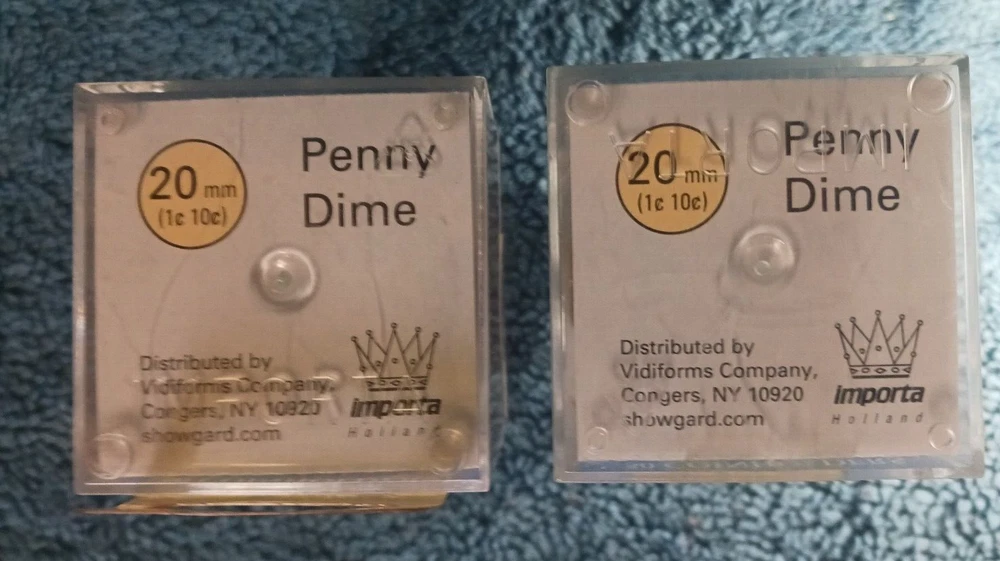 20 mm
(1¢ 10¢)
Penny
Dime
Distributed by
Vidiforms Company,
Congers, NY 10920
showgard.com
importa
Holland
IMPORTA
20 mm
(1¢ 10¢)
Penny
Dime
Distributed by
Vidiforms Company,
Congers, NY 10920
showgard.com
importa
Holland